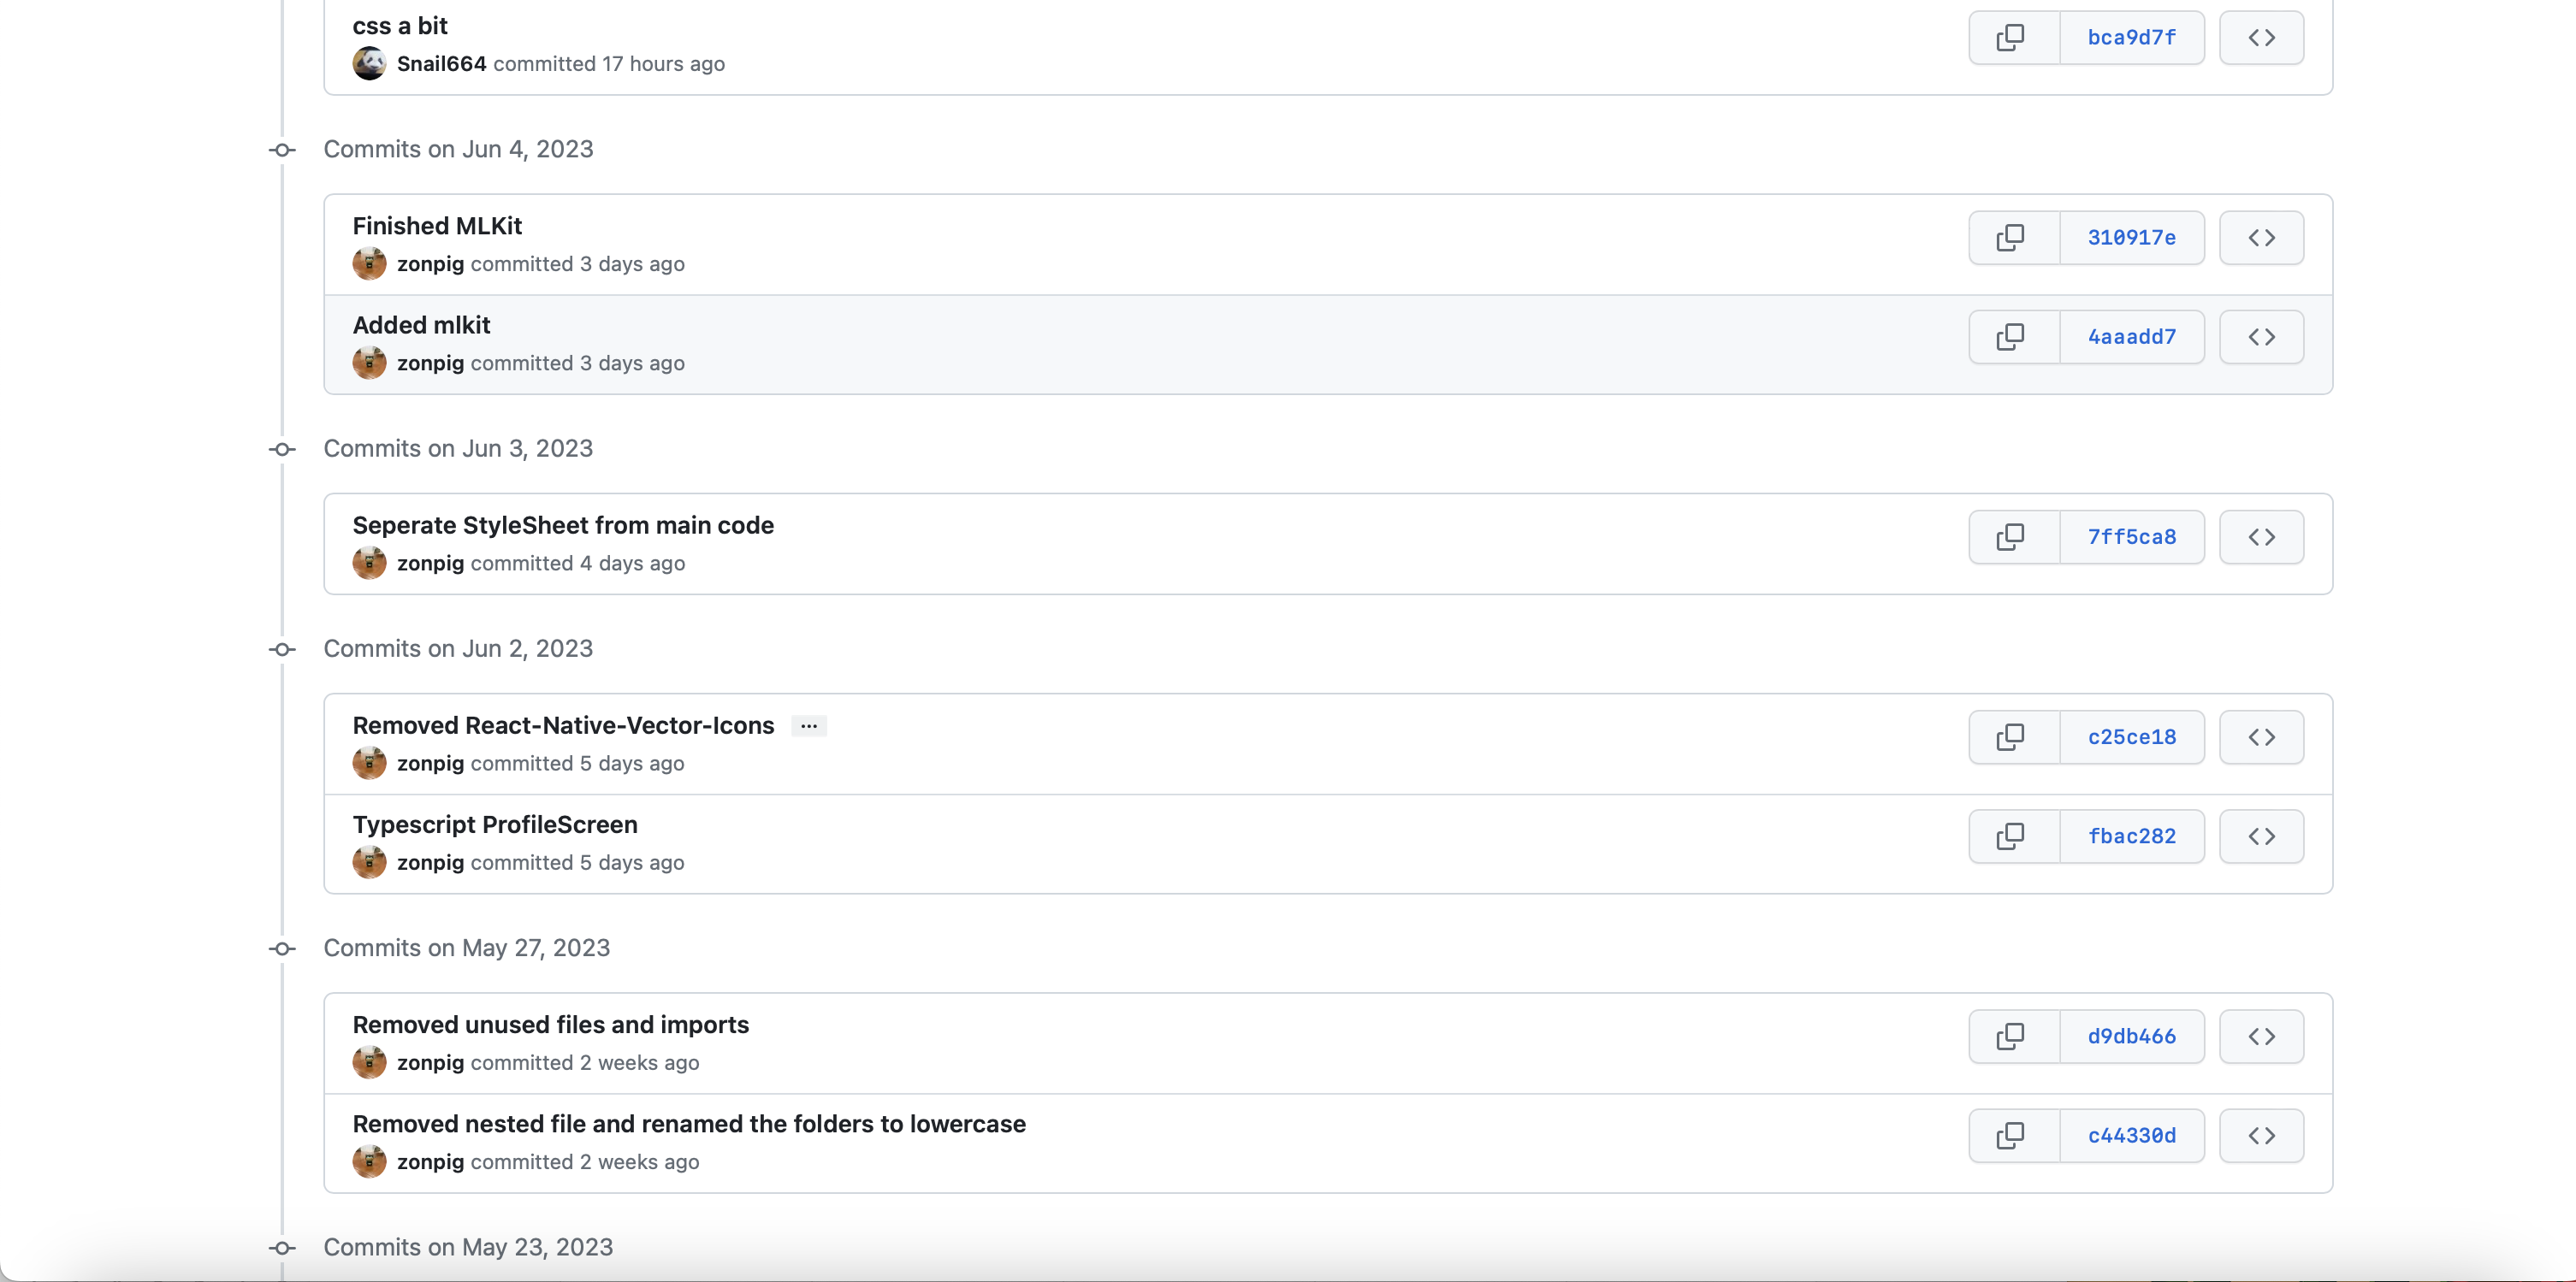 css a bit
bca9d7f
Snail664 committed 17 hours ago
Commits on Jun 4, 2023
Finished MLKit
310917e
zonpig committed 3 days ago
Added mlkit
4aaadd7
zonpig committed 3 days ago
Commits on Jun 3, 2023
Seperate StyleSheet from main code
7ff5ca8
zonpig committed 4 days ago
Commits on Jun 2, 2023
Removed React-Native-Vector-Icons ...
c25ce18
zonpig committed 5 days ago
Typescript ProfileScreen
fbac282
zonpig committed 5 days ago
Commits on May 27, 2023
Removed unused files and imports
d9db466
zonpig committed 2 weeks ago
Removed nested file and renamed the folders to lowercase
c44330d
zonpig committed 2 weeks ago
Commits on May 23, 2023